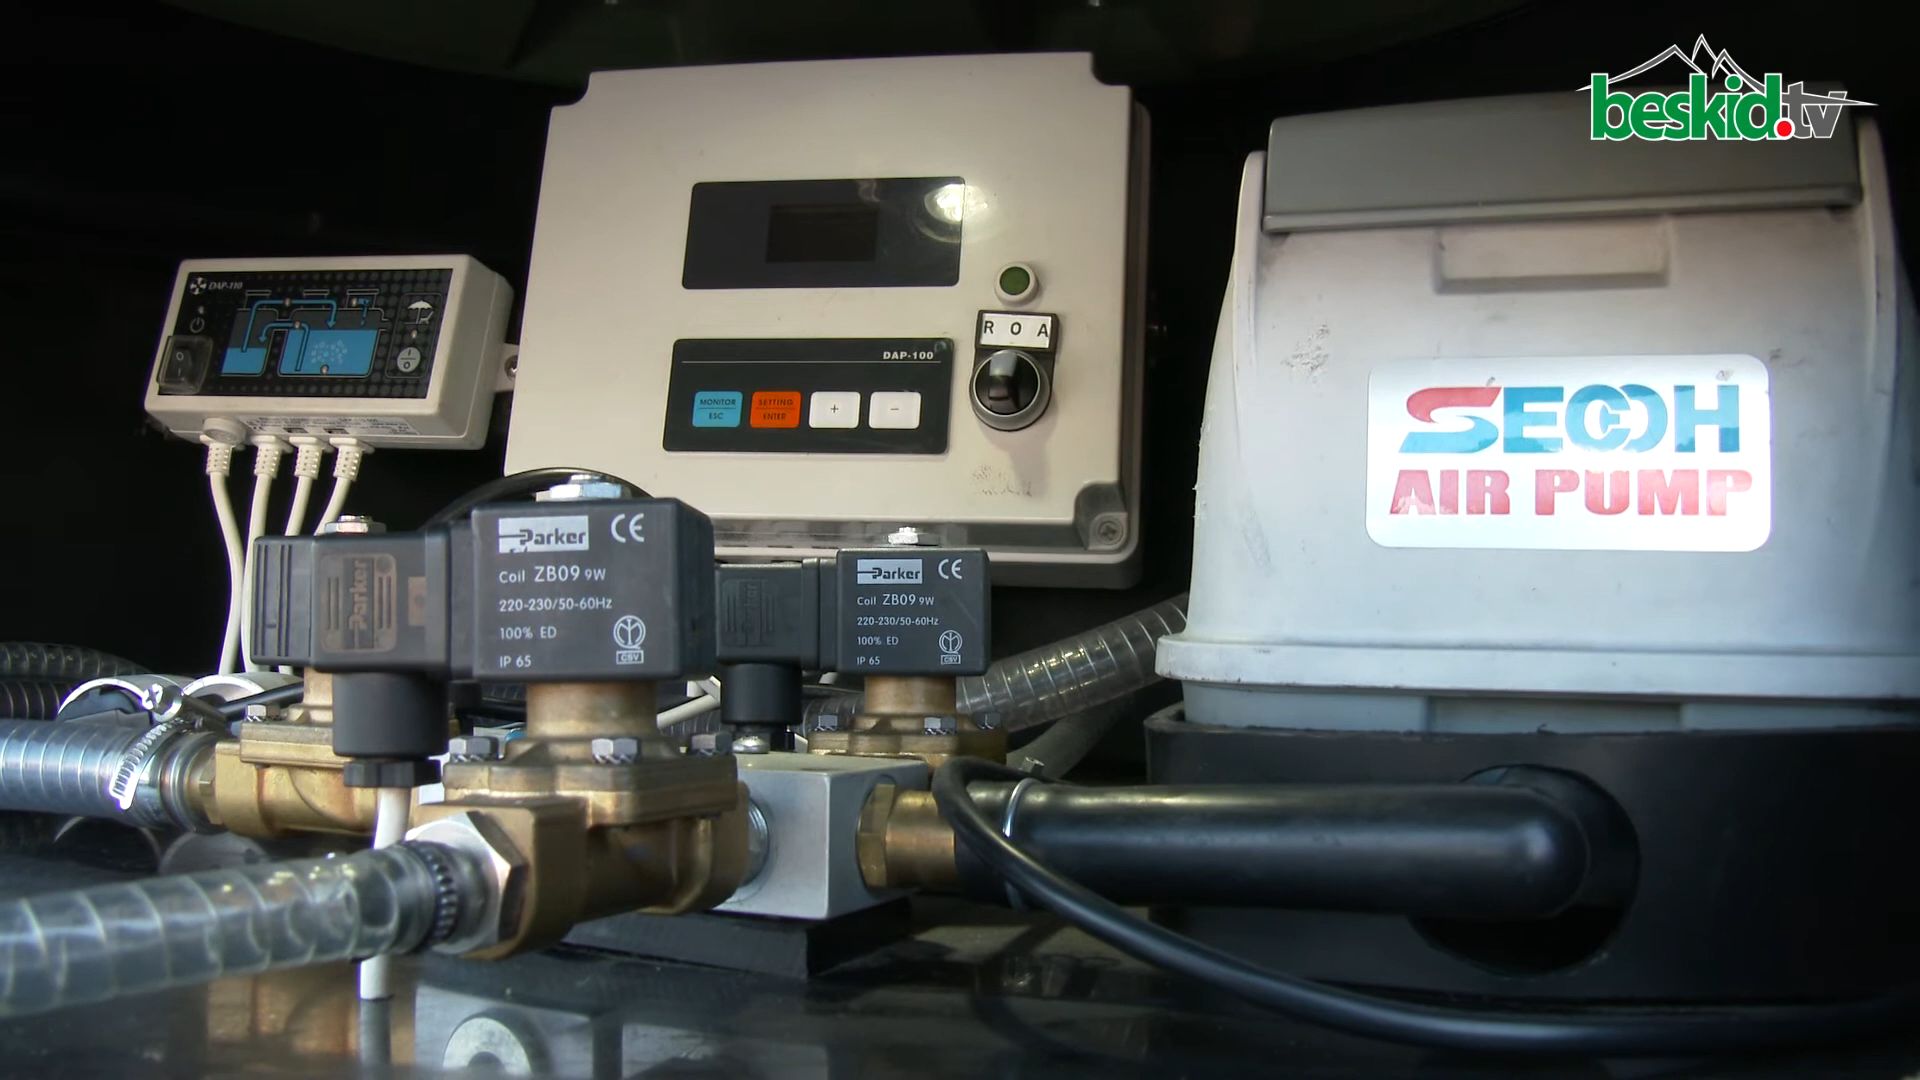 beskid.tv
DAP-110
R O A
DAP-100
MONITOR
ESC
SETTING
ENTER
+
-
SECOH
AIR PUMP
Parker
Parker CE
Coil ZB09 9W
220-230/50-60Hz
100% ED
IP 65
CSV
Parker CE
Coil ZB09 9W
220-230/50-60Hz
100% ED
IP 65
CSV